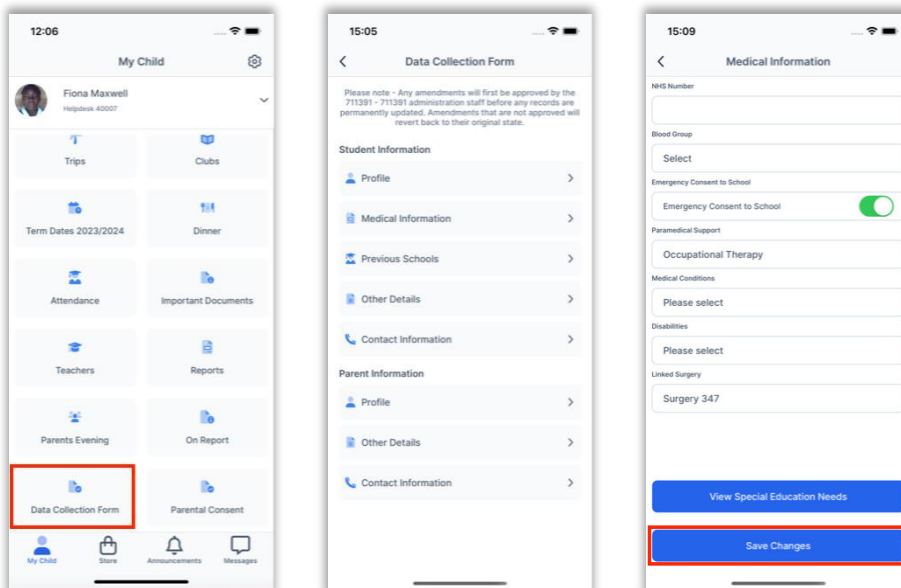 12:06
My Child
Fiona Maxwell
Helpdesk 40007
Trips
Clubs
Term Dates 2023/2024
Dinner
Attendance
Important Documents
Teachers
Reports
Parents Evening
On Report
Data Collection Form
Parental Consent
My Child
Store
Announcements
Messages
15:05
Data Collection Form
Please note - Any amendments will first be approved by the
711391 - 711391 administration staff before any records are
permanently updated. Amendments that are not approved will
revert back to their original state.
Student Information
Profile
Medical Information
Previous Schools
Other Details
Contact Information
Parent Information
Profile
Other Details
Contact Information
15:09
Medical Information
NHS Number
Blood Group
Select
Emergency Consent to School
Emergency Consent to School
Paramedical Support
Occupational Therapy
Medical Conditions
Please select
Disabilities
Please select
Linked Surgery
Surgery 347
View Special Education Needs
Save Changes